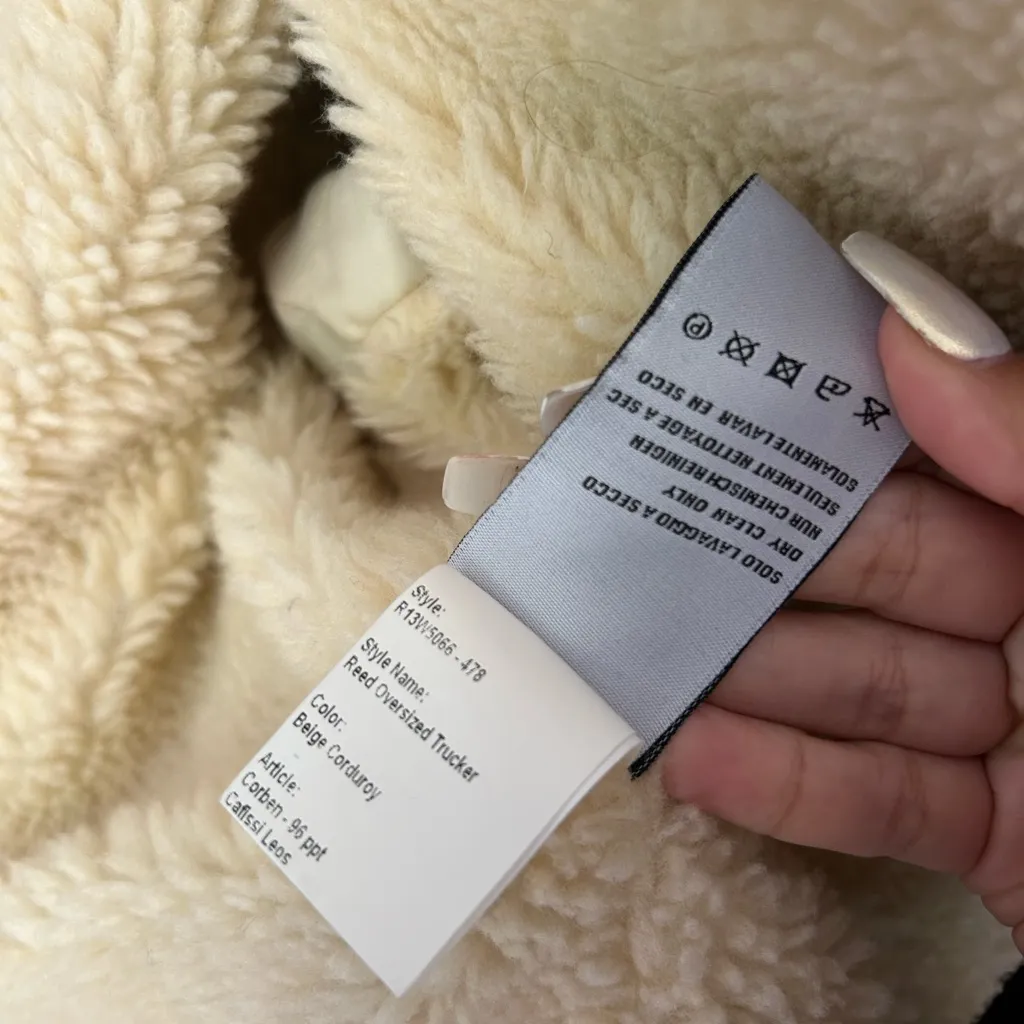 Style:
R13W5066 - 478
Style Name:
Reed Oversized Trucker
Color:
Beige Corduroy
Article:
Corben - 96 ppt
Cafissi Leos
SOLO LAVAGGIO A SECCO
DRY CLEAN ONLY
NUR CHEMISCH REINIGEN
SEULEMENT NETTOYAGE A SEC
SOLAMENTE LAVAR EN SECO
P